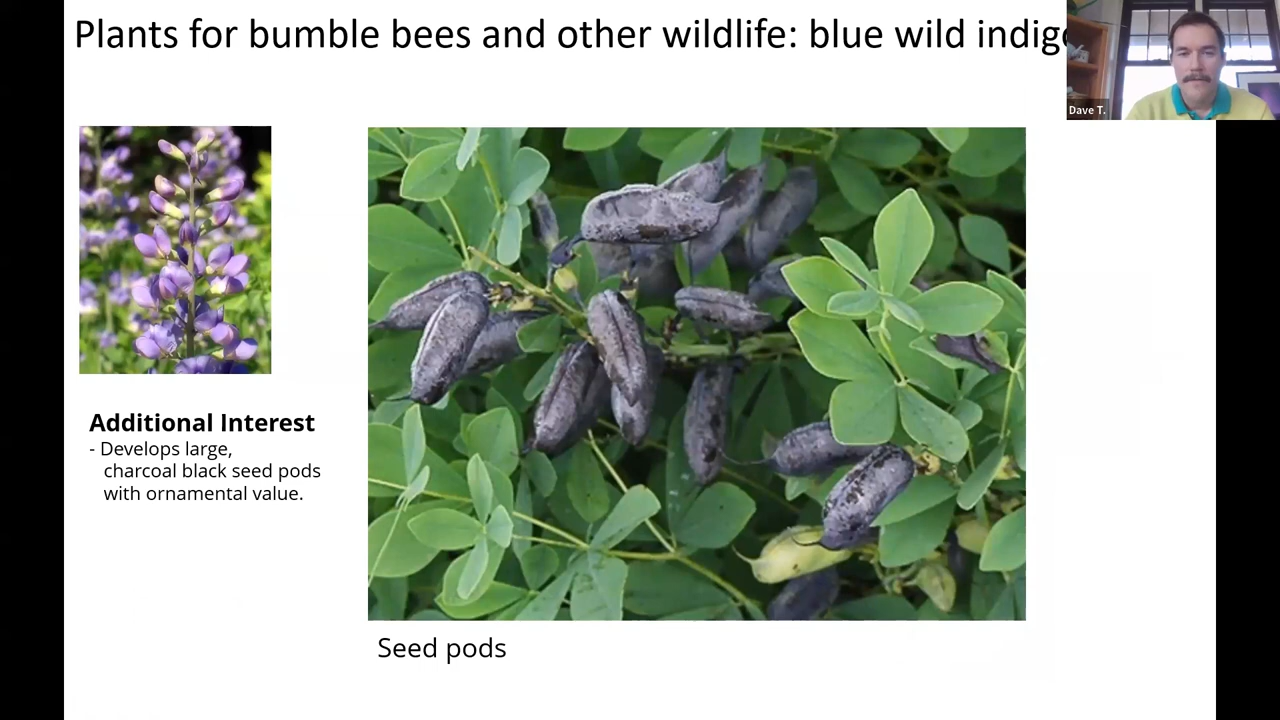 Plants for bumble bees and other wildlife: blue wild indigo
Dave T.
Additional Interest
- Develops large,
charcoal black seed pods
with ornamental value.
Seed pods